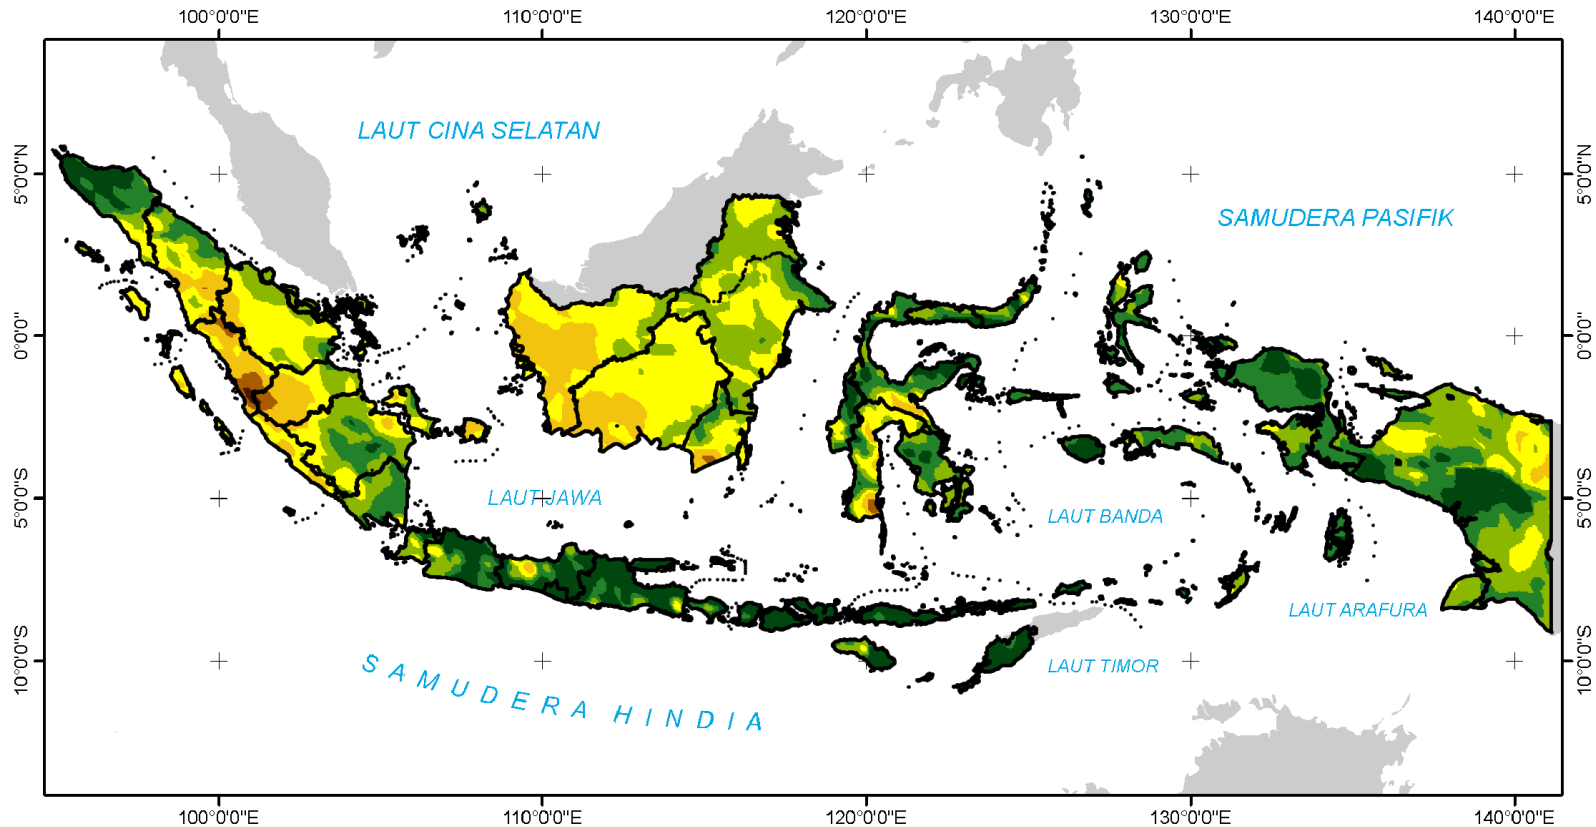 100°0'0"E 110°0'0"E 120°0'0"E 130°0'0"E 140°0'0"E
LAUT CINA SELATAN
5°0'0"N 5°0'0"N
SAMUDERA PASIFIK
0°0'0" 0°0'0"
LAUT JAWA
5°0'0"S 5°0'0"S
LAUT BANDA
LAUT ARAFURA
10°0'0"S 10°0'0"S
LAUT TIMOR
SAMUDERA HINDIA
100°0'0"E 110°0'0"E 120°0'0"E 130°0'0"E 140°0'0"E